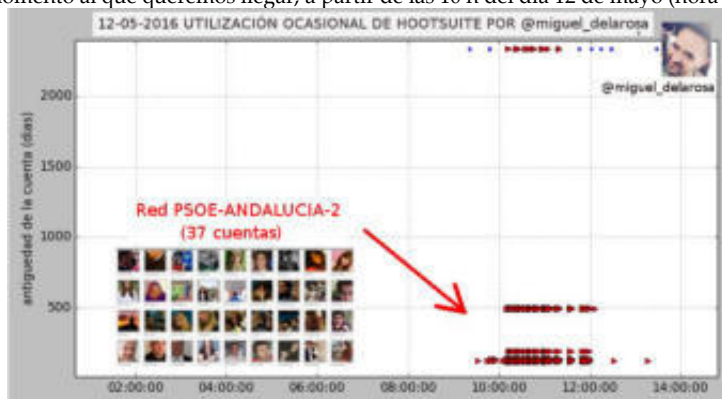 momento al que queremos llegar, a partir de las 10 h del día 12 de mayo (hora
12-05-2016 UTILIZACIÓN OCASIONAL DE HOOTSUITE POR @miguel_delarosa
@miguel_delarosa
antiguedad de la cuenta (dias)
2000
1500
1000
500
Red PSOE-ANDALUCIA-2
(37 cuentas)
02:00:00 04:00:00 06:00:00 08:00:00 10:00:00 12:00:00 14:00:00